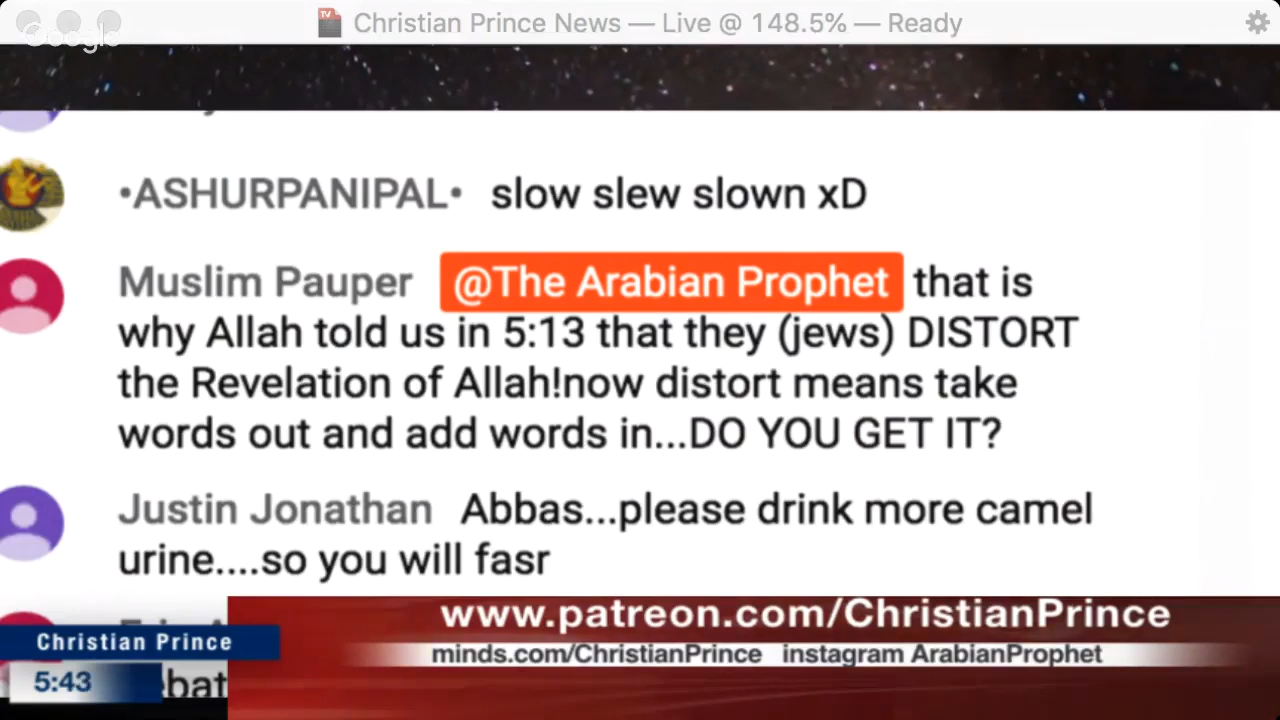 Christian Prince News — Live @ 148.5% — Ready
Google
•ASHURPANIPAL• slow slew slown xD
Muslim Pauper @The Arabian Prophet that is
why Allah told us in 5:13 that they (jews) DISTORT
the Revelation of Allah!now distort means take
words out and add words in...DO YOU GET IT?
Justin Jonathan Abbas...please drink more camel
urine....so you will fasr
www.patreon.com/ChristianPrince
Christian Prince
minds.com/ChristianPrince instagram ArabianProphet
5:43